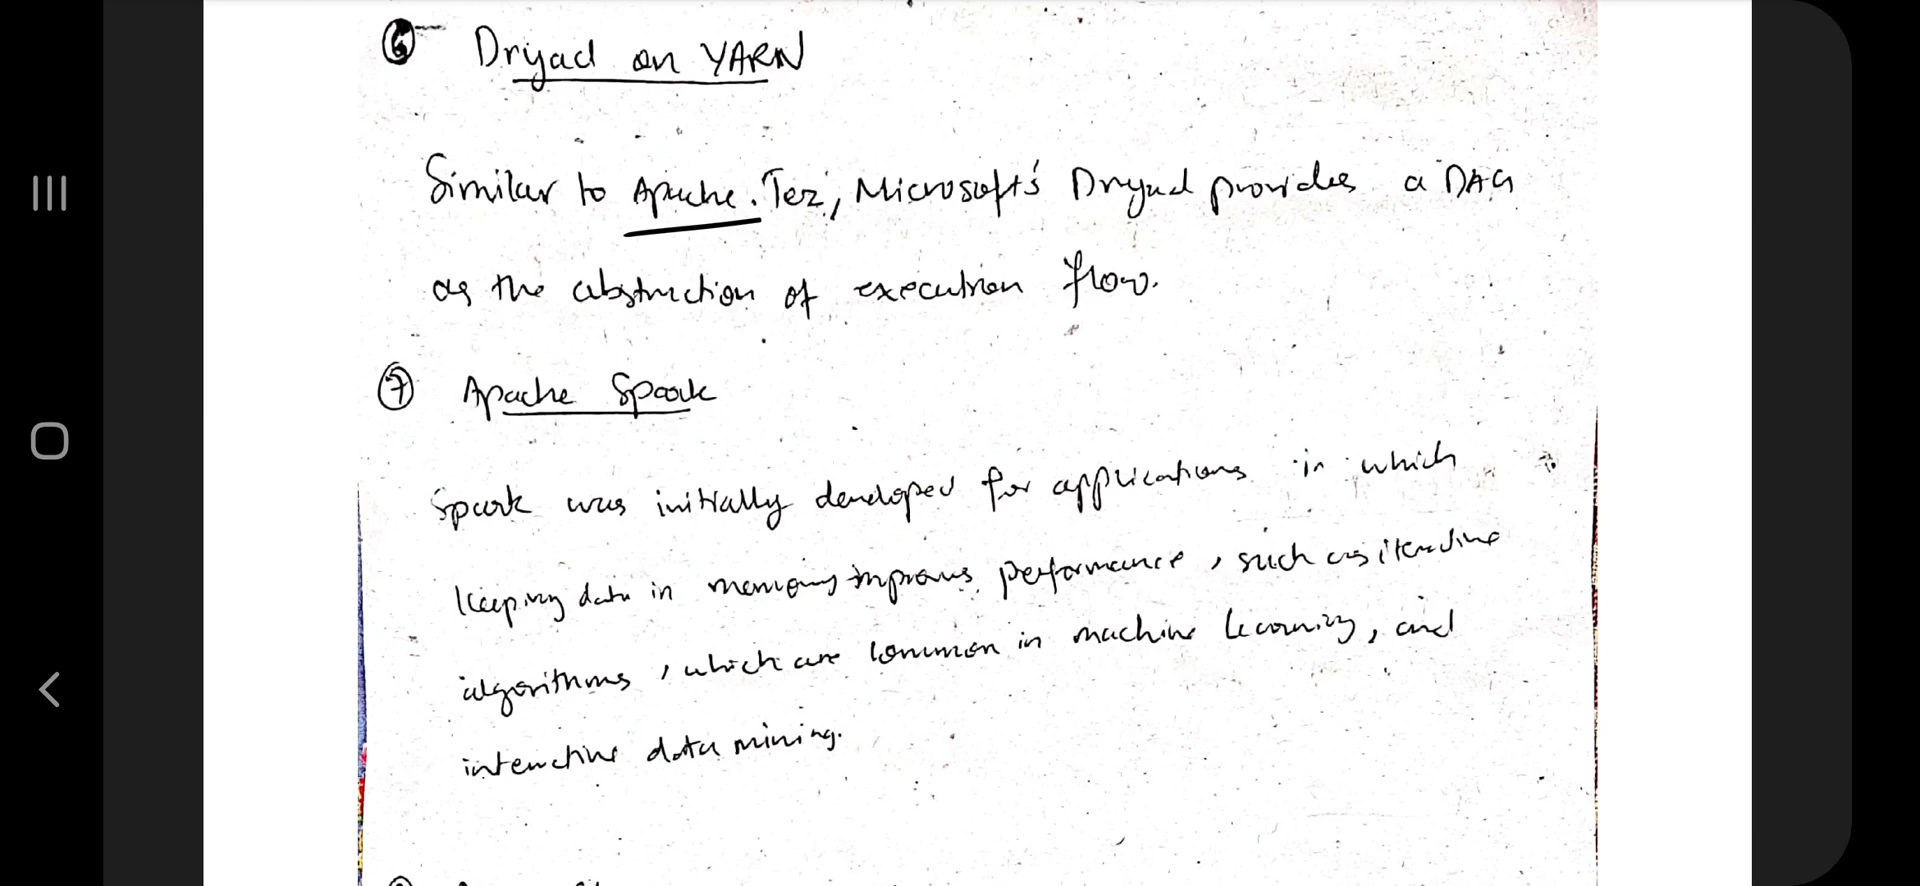 6 Dryad on YARN
Similar to Apache Tez, Microsoft's Dryad provides a DAG
as the abstraction of execution flow.
7 Apache Spark
Spark was initially developed for applications in which
keeping data in memory improves performance, such as iterative
algorithms, which are common in machine learning, and
interactive data mining.